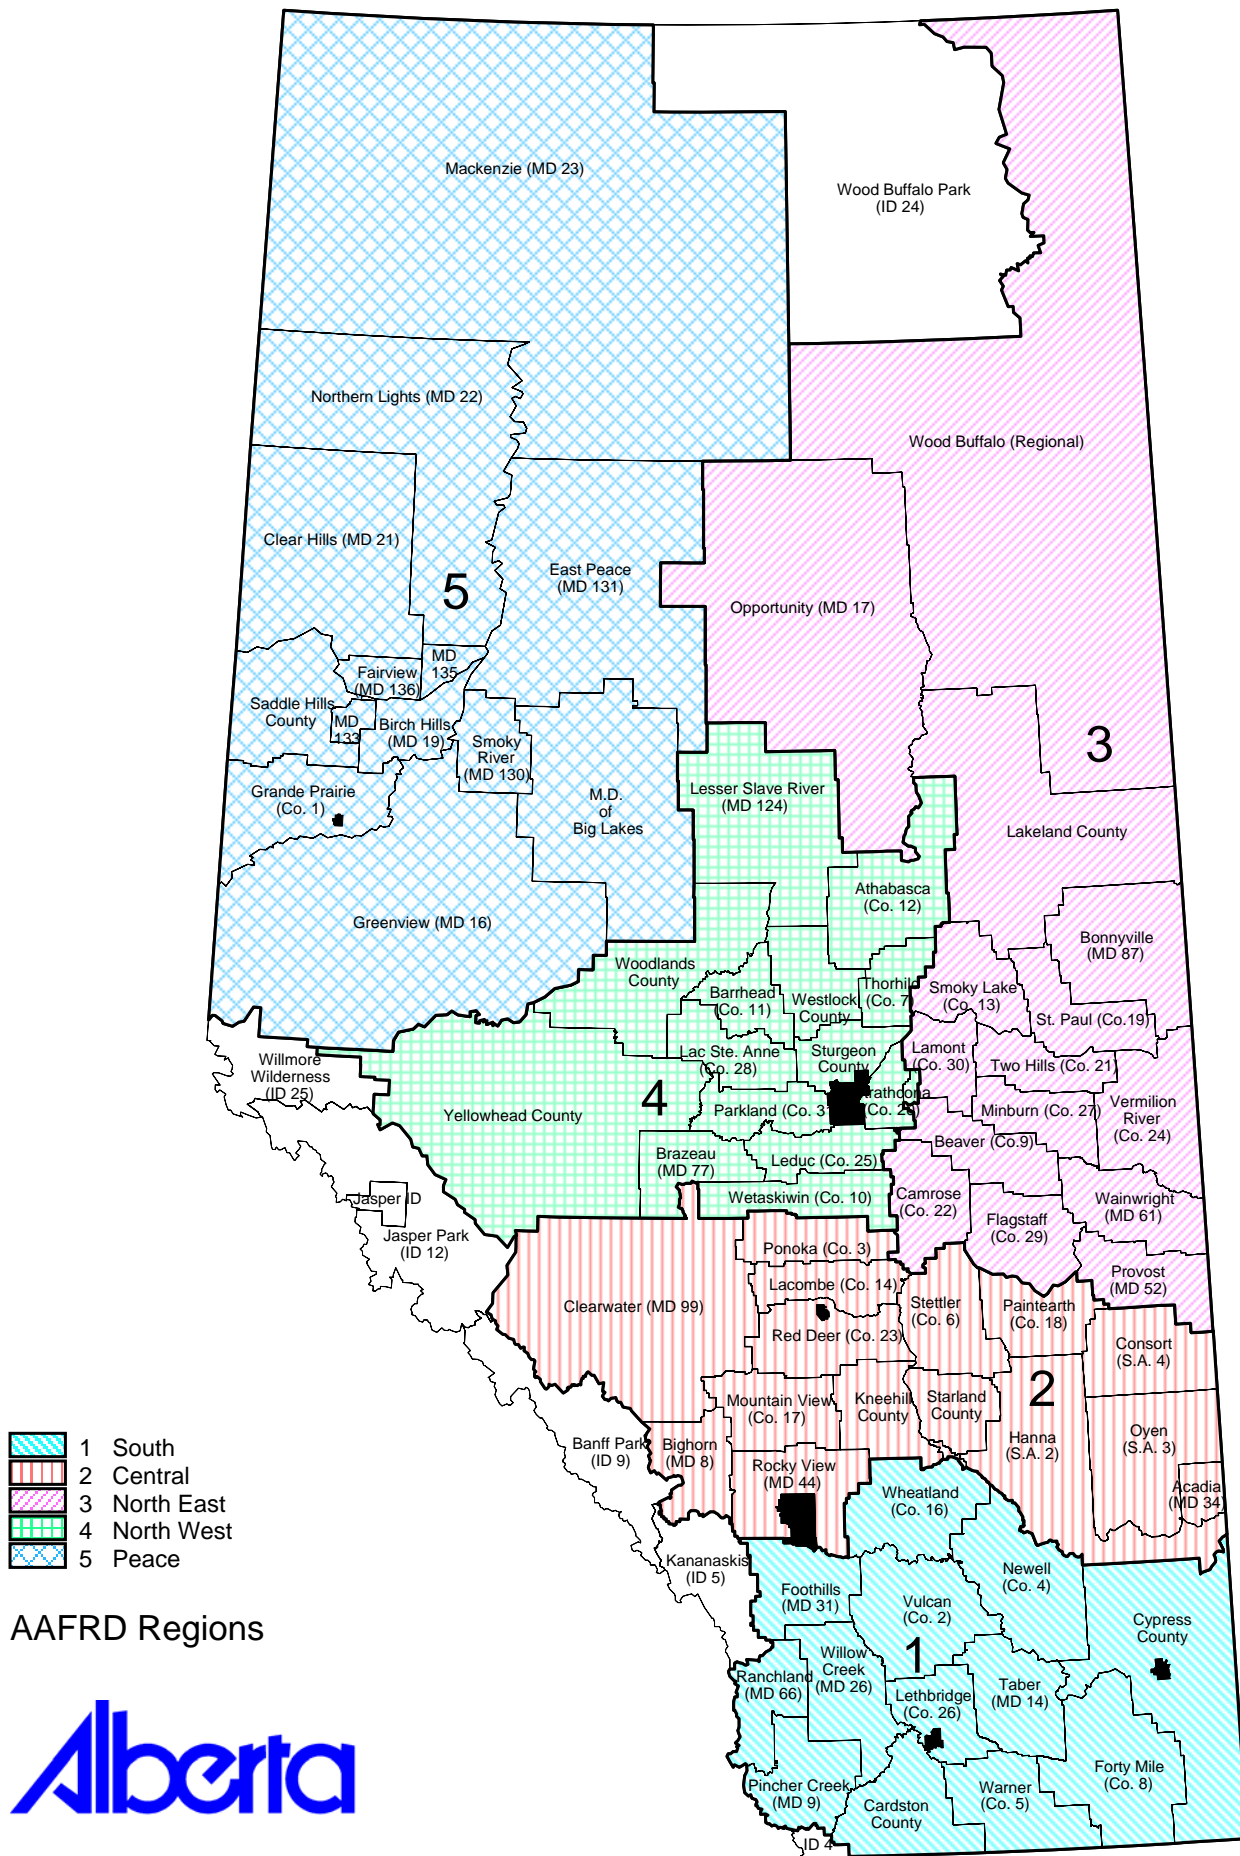 Mackenzie (MD 23)
Wood Buffalo Park
(ID 24)
Northern Lights (MD 22)
Wood Buffalo (Regional)
Clear Hills (MD 21)
5
East Peace
(MD 131)
Opportunity (MD 17)
MD
135
Fairview
(MD 136)
Saddle Hills
County
MD
133
Birch Hills
(MD 19)
Smoky
River
(MD 130)
3
Grande Prairie
(Co. 1)
M.D.
of
Big Lakes
Lesser Slave River
(MD 124)
Lakeland County
Athabasca
(Co. 12)
Greenview (MD 16)
Bonnyville
(MD 87)
Woodlands
County
Barrhead
(Co. 11)
Westlock
County
Thorhild
(Co. 7)
Smoky Lake
(Co. 13)
St. Paul (Co.19)
Willmore
Wilderness
(ID 25)
Lac Ste. Anne
(Co. 28)
Sturgeon
County
Lamont
(Co. 30)
Two Hills (Co. 21)
Yellowhead County
4
Parkland (Co. 31
Minburn (Co. 27)
Vermilion
River
(Co. 24)
Beaver (Co.9)
Brazeau
(MD 77)
Leduc (Co. 25)
Wetaskiwin (Co. 10)
Camrose
(Co. 22)
Flagstaff
(Co. 29)
Wainwright
(MD 61)
Jasper ID
Jasper Park
(ID 12)
Ponoka (Co. 3)
Provost
(MD 52)
Lacombe (Co. 14)
Clearwater (MD 99)
Stettler
(Co. 6)
Paintearth
(Co. 18)
Red Deer (Co. 23)
Consort
(S.A. 4)
2
Mountain View
(Co. 17)
Kneehill
County
Starland
County
Hanna
(S.A. 2)
Oyen
(S.A. 3)
Banff Park
(ID 9)
Bighorn
(MD 8)
Rocky View
(MD 44)
Acadia
(MD 34)
Wheatland
(Co. 16)
Kananaskis
(ID 5)
Newell
(Co. 4)
Foothills
(MD 31)
Vulcan
(Co. 2)
Cypress
County
1
Willow
Creek
(MD 26)
Ranchland
(MD 66)
Lethbridge
(Co. 26)
Taber
(MD 14)
Forty Mile
(Co. 8)
Pincher Creek
(MD 9)
Warner
(Co. 5)
Cardston
County
ID 4
1 South
2 Central
3 North East
4 North West
5 Peace
AAFRD Regions
Alberta